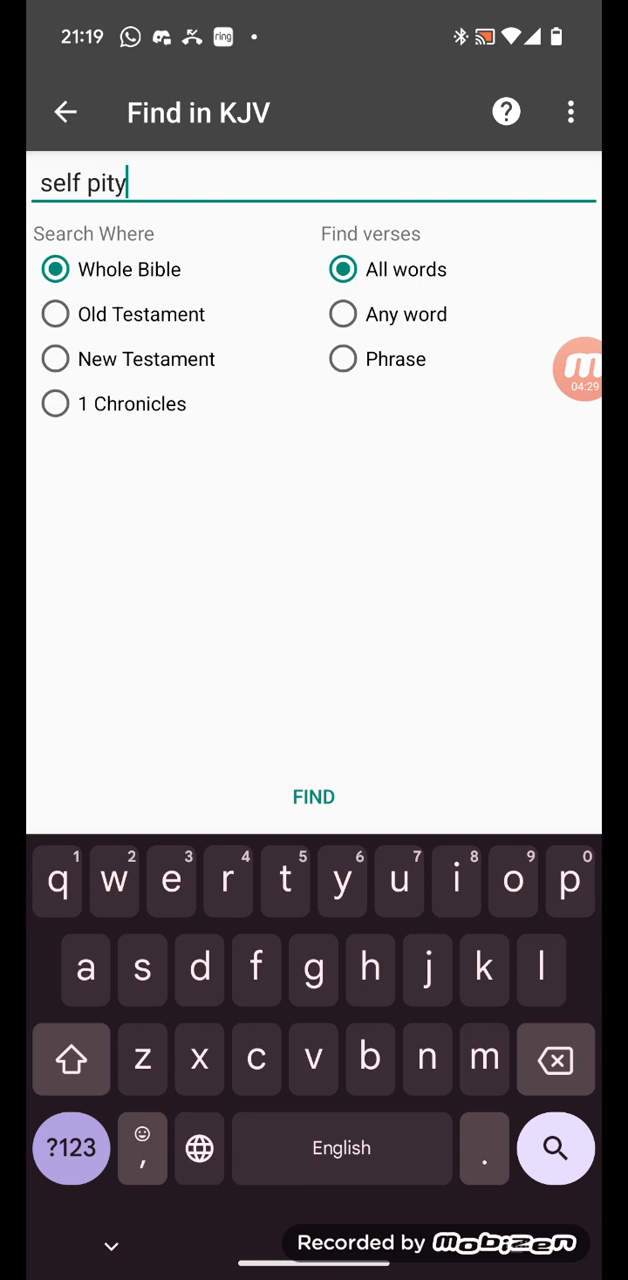 21:19 ring
Find in KJV ?
self pity
Search Where Find verses
Whole Bible All words
Old Testament Any word
New Testament Phrase
1 Chronicles
m
04:29
FIND
1 2 3 4 5 6 7 8 9 0
q w e r t y u i o p
a s d f g h j k l
z x c v b n m
?123 , English .
Recorded by mobizen